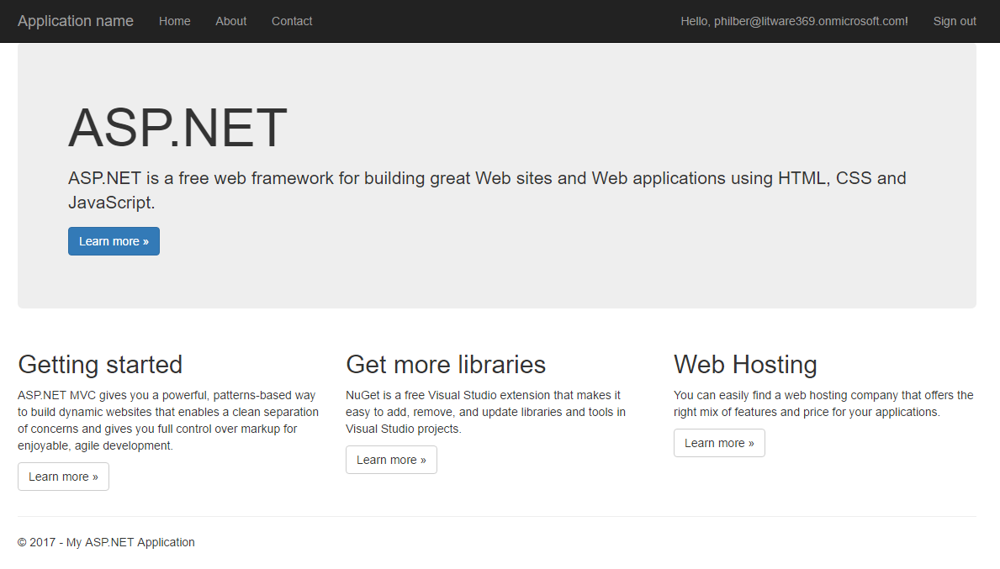 Application name Home About Contact Hello, philber@litware369.onmicrosoft.com! Sign out
ASP.NET
ASP.NET is a free web framework for building great Web sites and Web applications using HTML, CSS and
JavaScript.
Learn more »
Getting started
ASP.NET MVC gives you a powerful, patterns-based way
to build dynamic websites that enables a clean separation
of concerns and gives you full control over markup for
enjoyable, agile development.
Learn more »
Get more libraries
NuGet is a free Visual Studio extension that makes it
easy to add, remove, and update libraries and tools in
Visual Studio projects.
Learn more »
Web Hosting
You can easily find a web hosting company that offers the
right mix of features and price for your applications.
Learn more »
© 2017 - My ASP.NET Application